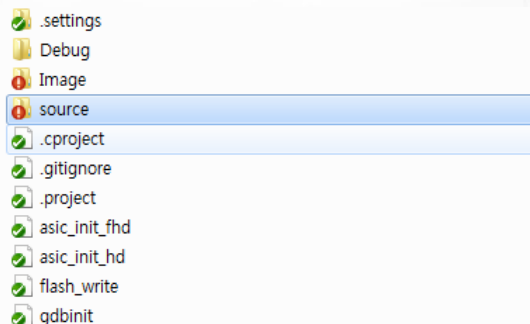 .settings
Debug
Image
source
.cproject
.gitignore
.project
asic_init_fhd
asic_init_hd
flash_write
gdbinit